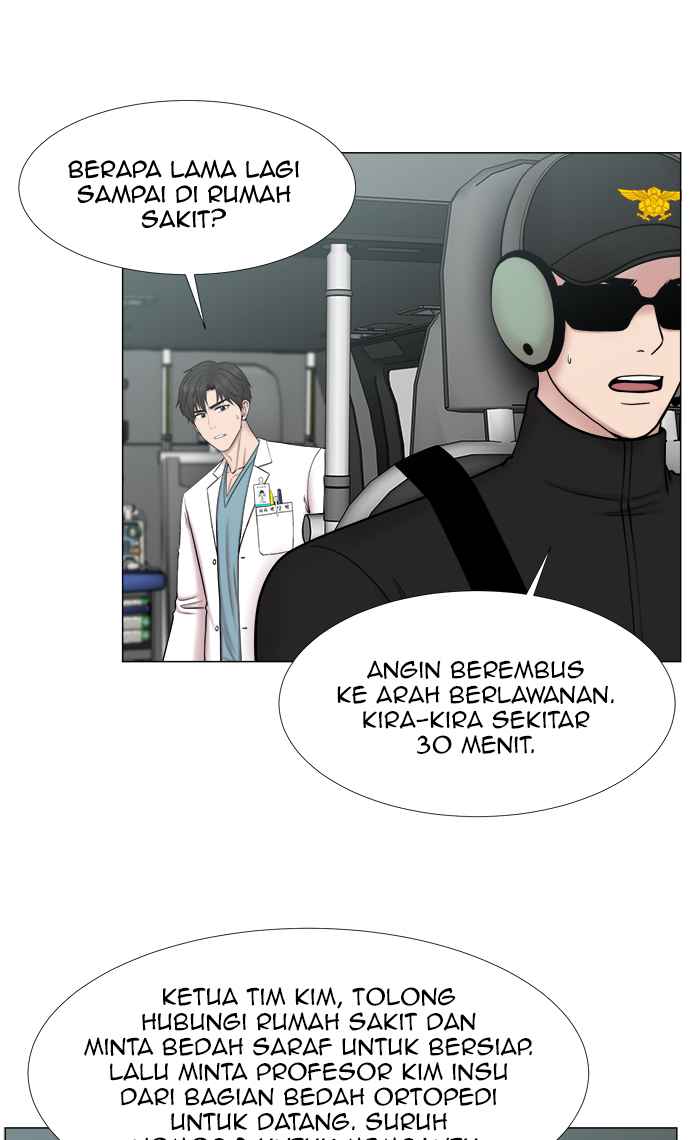 BERAPA LAMA LAGI
SAMPAI DI RUMAH
SAKIT?
ANGIN BEREMBUS
KE ARAH BERLAWANAN.
KIRA-KIRA SEKITAR
30 MENIT.
KETUA TIM KIM, TOLONG
HUBUNGI RUMAH SAKIT DAN
MINTA BEDAH SARAF UNTUK BERSIAP.
LALU MINTA PROFESOR KIM INSU
DARI BAGIAN BEDAH ORTOPEDI
UNTUK DATANG. SURUH